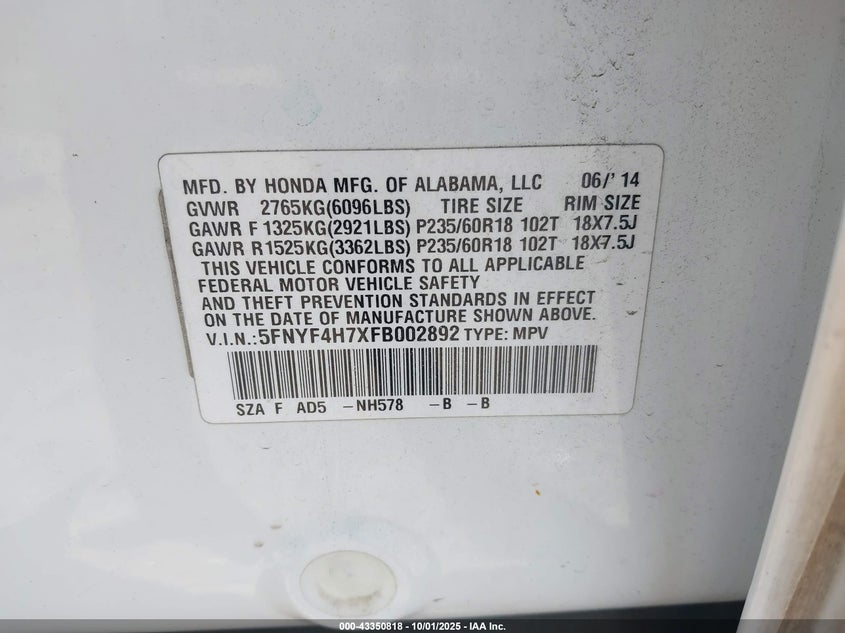 MFD. BY HONDA MFG. OF ALABAMA, LLC 06/' 14
GVWR 2765KG(6096LBS) TIRE SIZE RIM SIZE
GAWR F 1325KG(2921LBS) P235/60R18 102T 18X7.5J
GAWR R 1525KG(3362LBS) P235/60R18 102T 18X7.5J
THIS VEHICLE CONFORMS TO ALL APPLICABLE
FEDERAL MOTOR VEHICLE SAFETY
AND THEFT PREVENTION STANDARDS IN EFFECT
ON THE DATE OF MANUFACTURE SHOWN ABOVE.
V.I.N.:5FNYF4H7XFB002892 TYPE: MPV
SZA F AD5 -NH578 -B -B
000-43350818 - 10/01/2025 - IAA Inc.